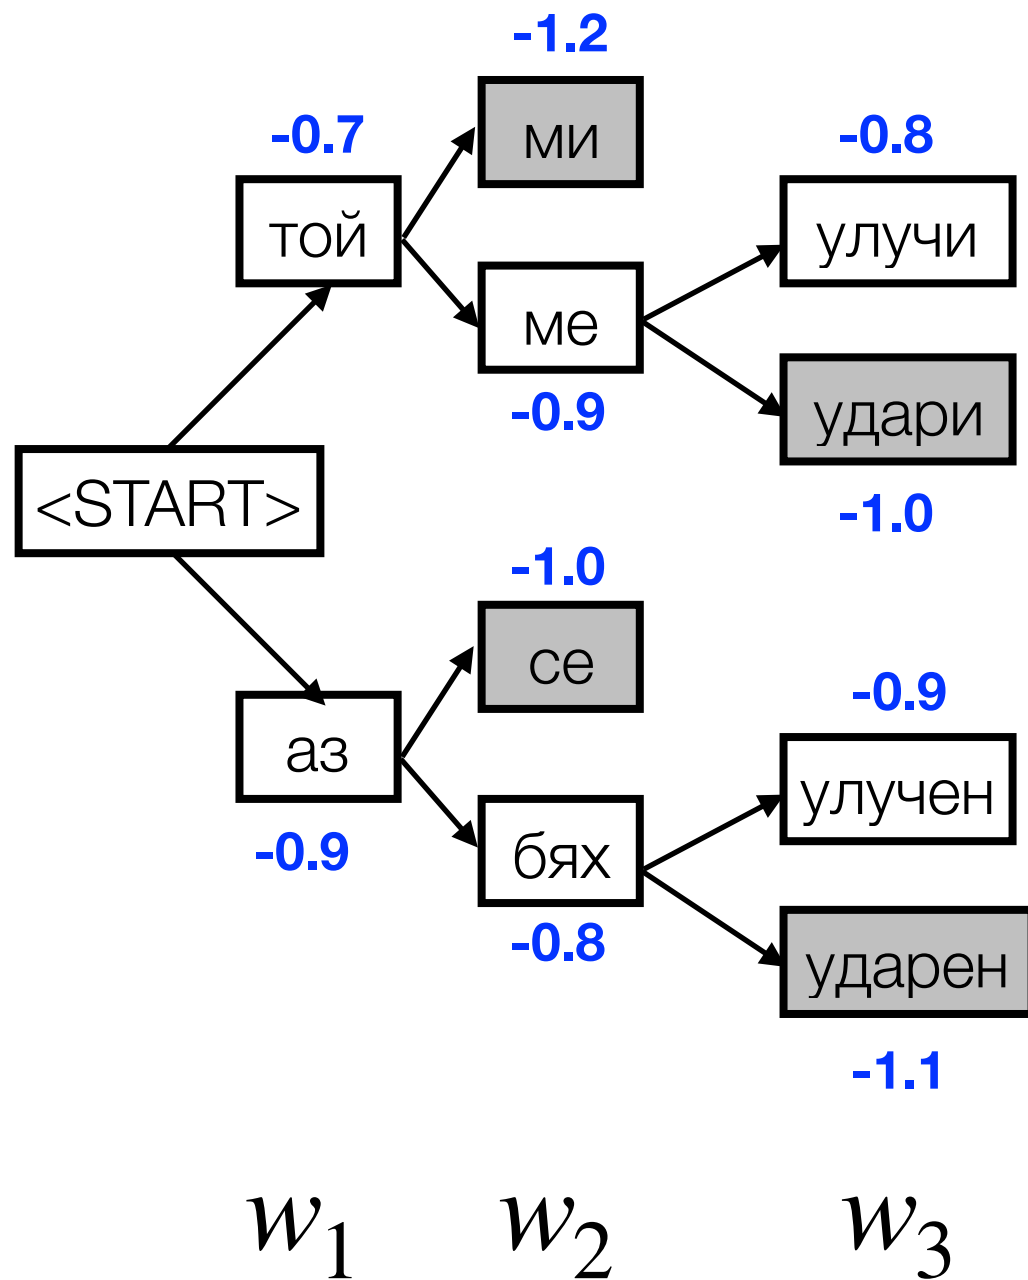 -1.2
ми
-0.7
той
-0.8
улучи
ме
-0.9
удари
-1.0
<START>
-1.0
се
аз
-0.9
бях
-0.8
-0.9
улучен
ударен
-1.1
w1 w2 w3